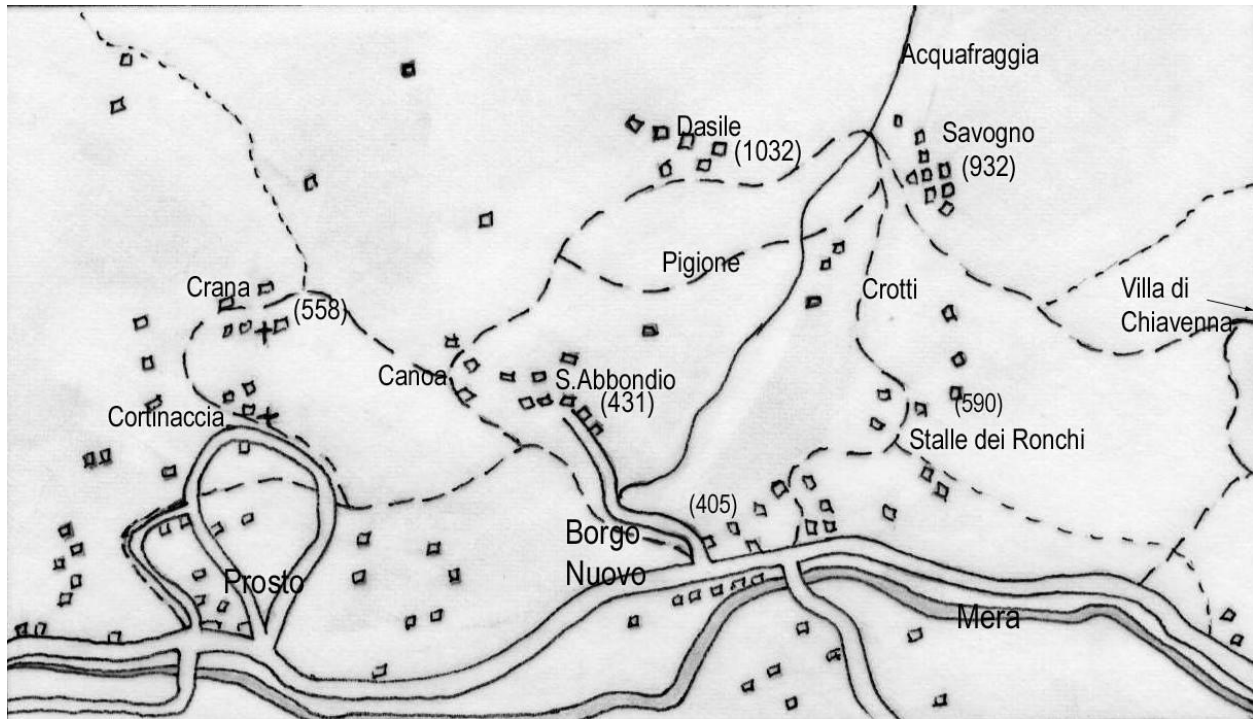 Acquafraggia
Dasile
(1032)
Savogno
(932)
Pigione
Crotti
Villa di
Chiavenna
Crana
(558)
Canoa
S.Abbondio
(431)
(590)
Cortinaccia
Stalle dei Ronchi
(405)
Borgo
Nuovo
Prosto
Mera